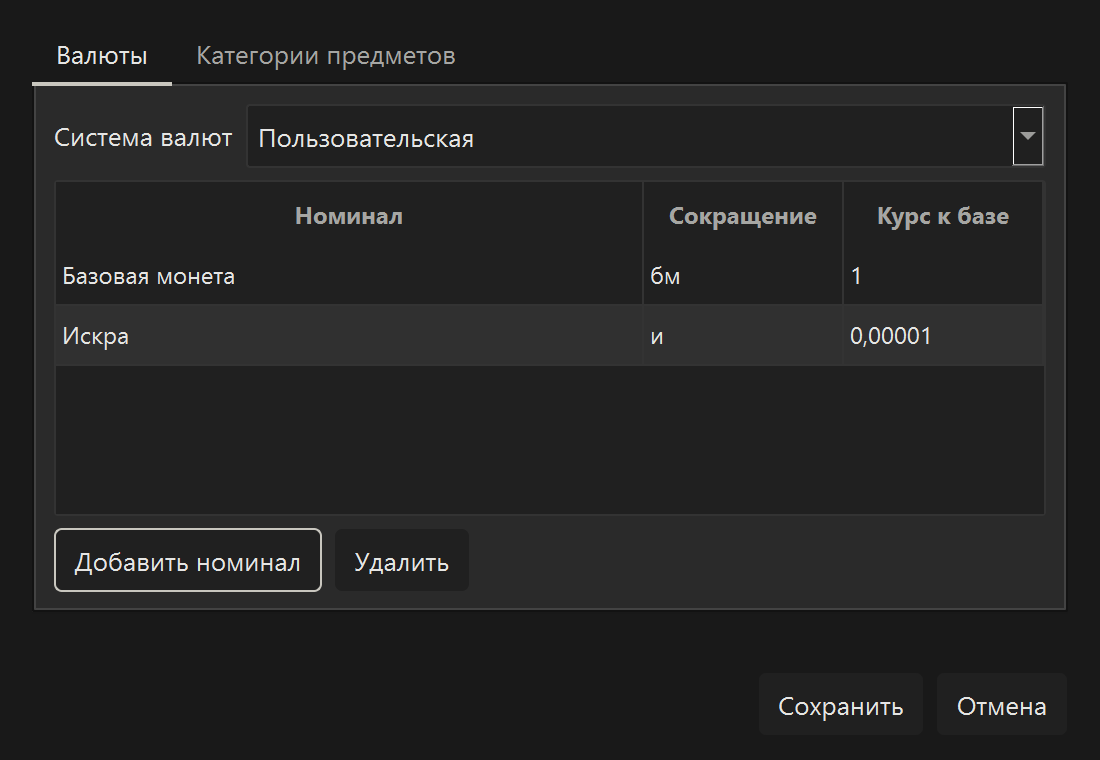 Валюты Категории предметов
Система валют Пользовательская
Номинал Сокращение Курс к базе
Базовая монета бм 1
Искра и 0,00001
Добавить номинал Удалить
Сохранить Отмена